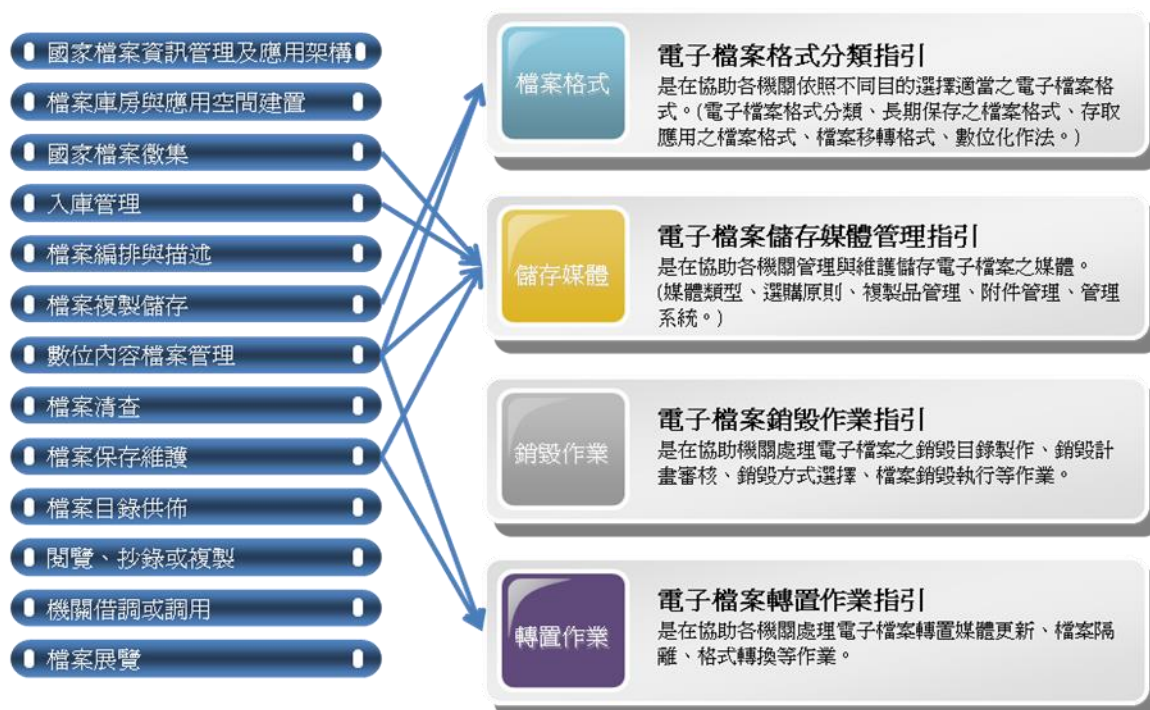 國家檔案資訊管理及應用架構
檔案庫房與應用空間建置
國家檔案徵集
入庫管理
檔案編排與描述
檔案複製儲存
數位內容檔案管理
檔案清查
檔案保存維護
檔案目錄供佈
閱覽、抄錄或複製
機關借調或調用
檔案展覽
檔案格式
電子檔案格式分類指引
是在協助各機關依照不同目的選擇適當之電子檔案格
式。(電子檔案格式分類、長期保存之檔案格式、存取
應用之檔案格式、檔案移轉格式、數位化作法。)
儲存媒體
電子檔案儲存媒體管理指引
是在協助各機關管理與維護儲存電子檔案之媒體。
(媒體類型、選購原則、複製品管理、附件管理、管理
系統。)
銷毀作業
電子檔案銷毀作業指引
是在協助機關處理電子檔案之銷毀目錄製作、銷毀計
畫審核、銷毀方式選擇、檔案銷毀執行等作業。
轉置作業
電子檔案轉置作業指引
是在協助各機關處理電子檔案轉置媒體更新、檔案隔
離、格式轉換等作業。